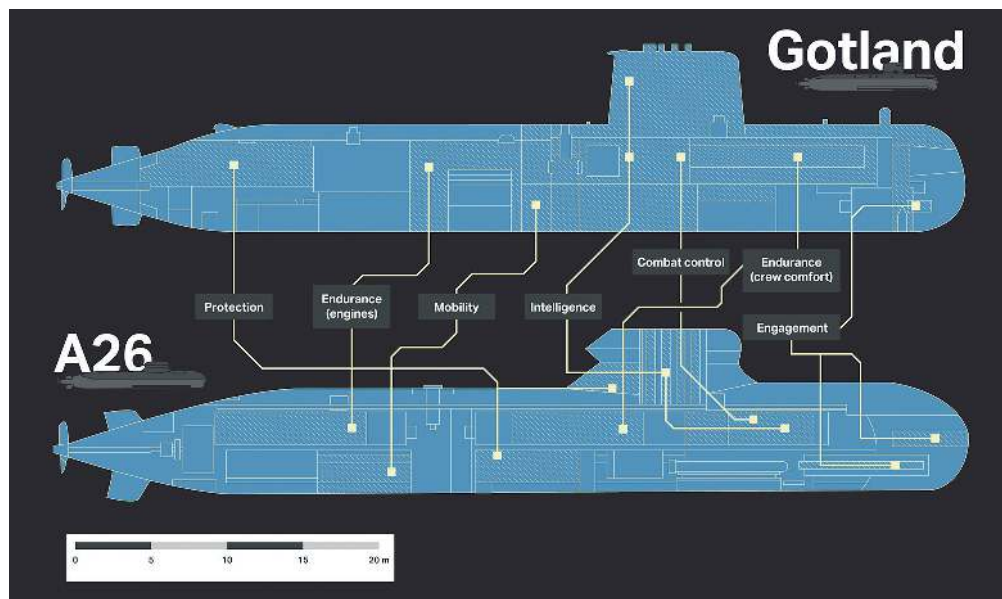 Gotland
Combat control
Endurance
(crew comfort)
Protection
Endurance
(engines)
Mobility
Intelligence
Engagement
A26
0 5 10 15 20 m